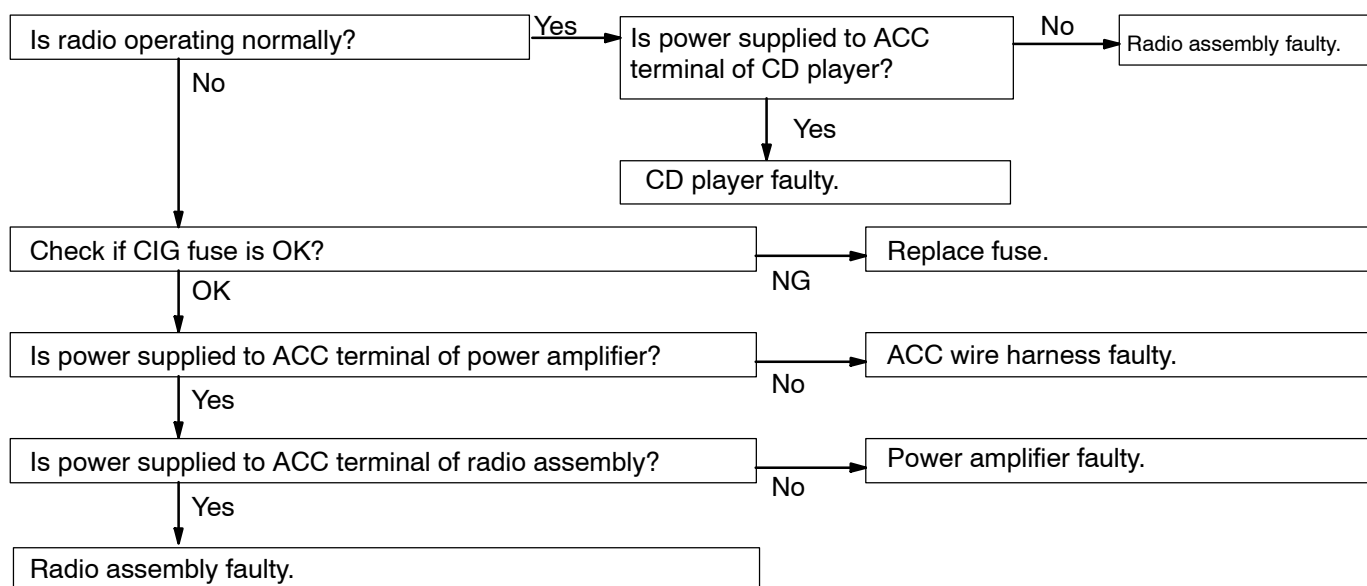 Is radio operating normally?
Yes
Is power supplied to ACC
terminal of CD player?
No
Radio assembly faulty.
No
Yes
CD player faulty.
Check if CIG fuse is OK?
NG
Replace fuse.
OK
Is power supplied to ACC terminal of power amplifier?
No
ACC wire harness faulty.
Yes
Is power supplied to ACC terminal of radio assembly?
No
Power amplifier faulty.
Yes
Radio assembly faulty.